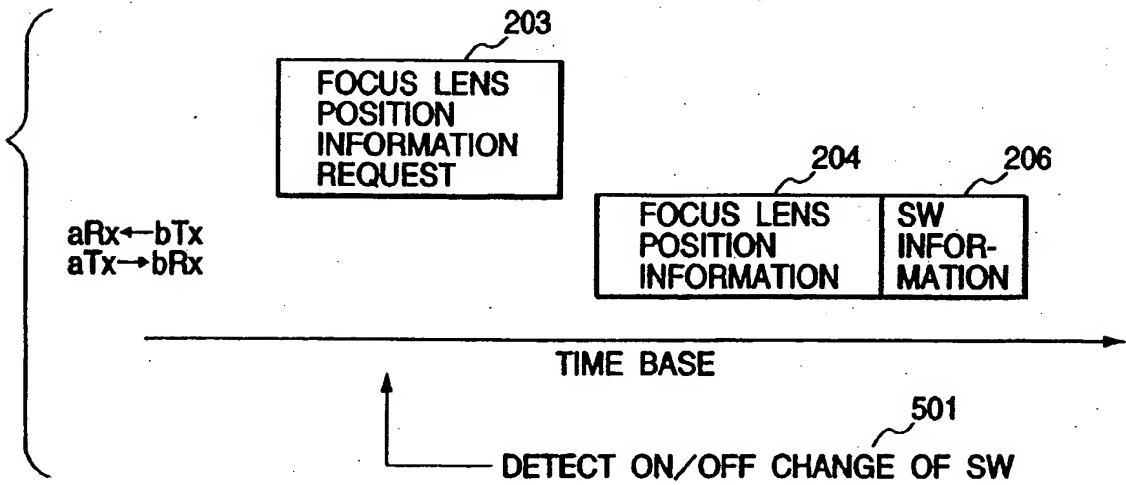 203
FOCUS LENS
POSITION
INFORMATION
REQUEST
204
206
FOCUS LENS
POSITION
INFORMATION
SW
INFOR-
MATION
aRx←bTx
aTx→bRx
TIME BASE
501
DETECT ON/OFF CHANGE OF SW